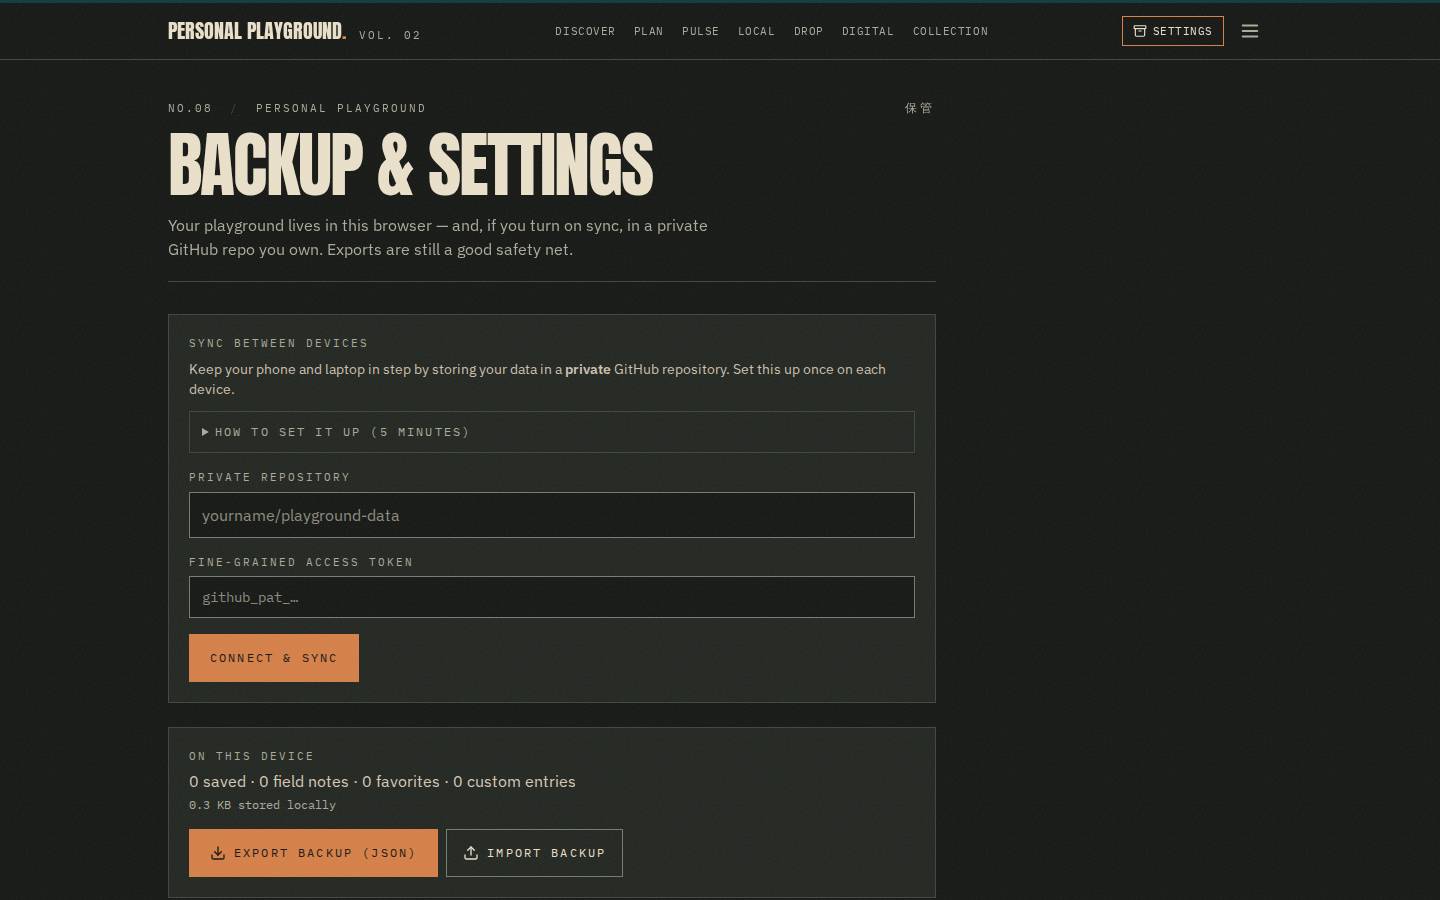 PERSONAL PLAYGROUND. VOL. 02
DISCOVER PLAN PULSE LOCAL DROP DIGITAL COLLECTION
SETTINGS
NO.08 / PERSONAL PLAYGROUND
保管
BACKUP & SETTINGS
Your playground lives in this browser — and, if you turn on sync, in a private
GitHub repo you own. Exports are still a good safety net.
SYNC BETWEEN DEVICES
Keep your phone and laptop in step by storing your data in a private GitHub repository. Set this up once on each
device.
HOW TO SET IT UP (5 MINUTES)
PRIVATE REPOSITORY
yourname/playground-data
FINE-GRAINED ACCESS TOKEN
github_pat_…
CONNECT & SYNC
ON THIS DEVICE
0 saved · 0 field notes · 0 favorites · 0 custom entries
0.3 KB stored locally
EXPORT BACKUP (JSON)
IMPORT BACKUP